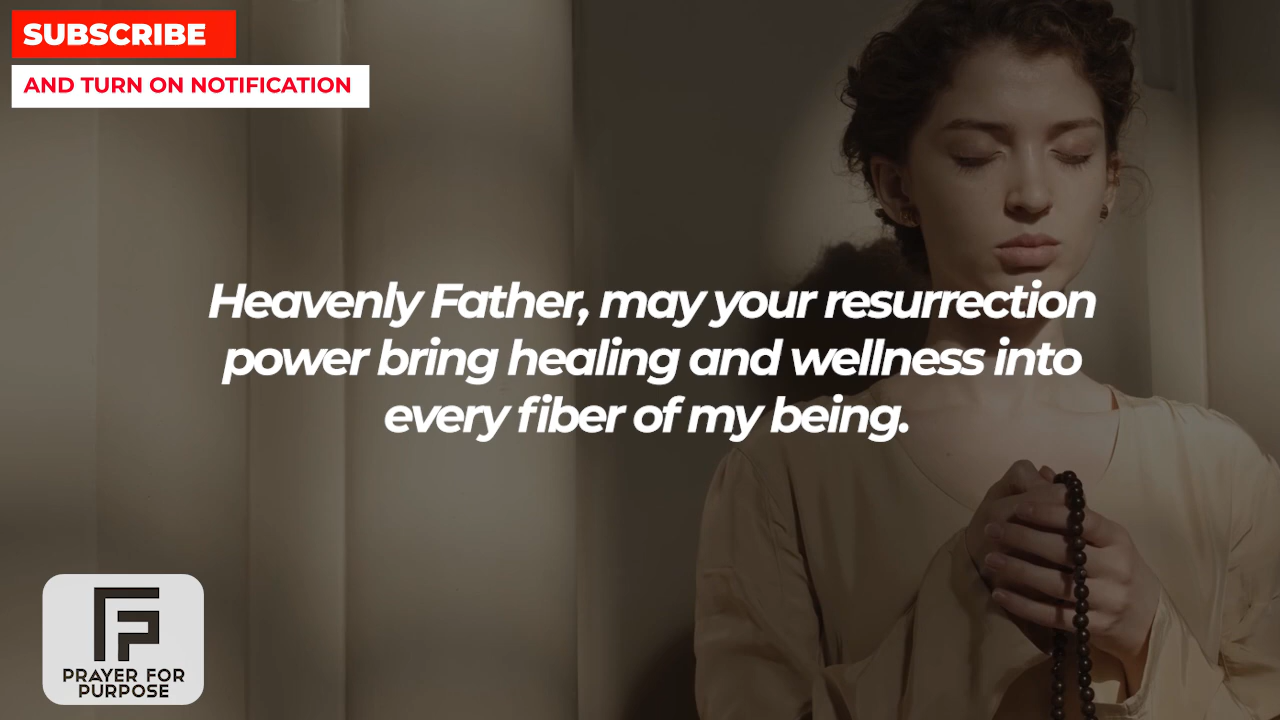 SUBSCRIBE
AND TURN ON NOTIFICATION
Heavenly Father, may your resurrection
power bring healing and wellness into
every fiber of my being.
PRAYER FOR
PURPOSE